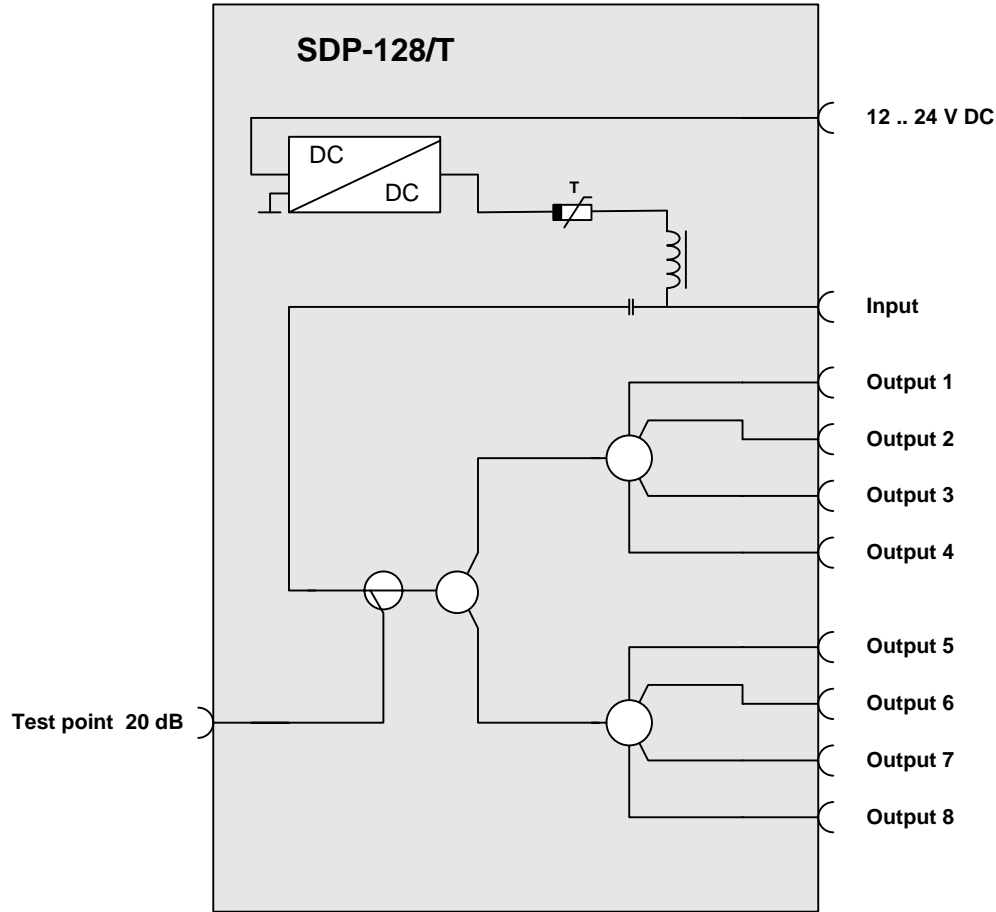 SDP-128/T
12 .. 24 V DC
DC
DC
T
Input
Output 1
Output 2
Output 3
Output 4
Output 5
Output 6
Test point 20 dB
Output 7
Output 8